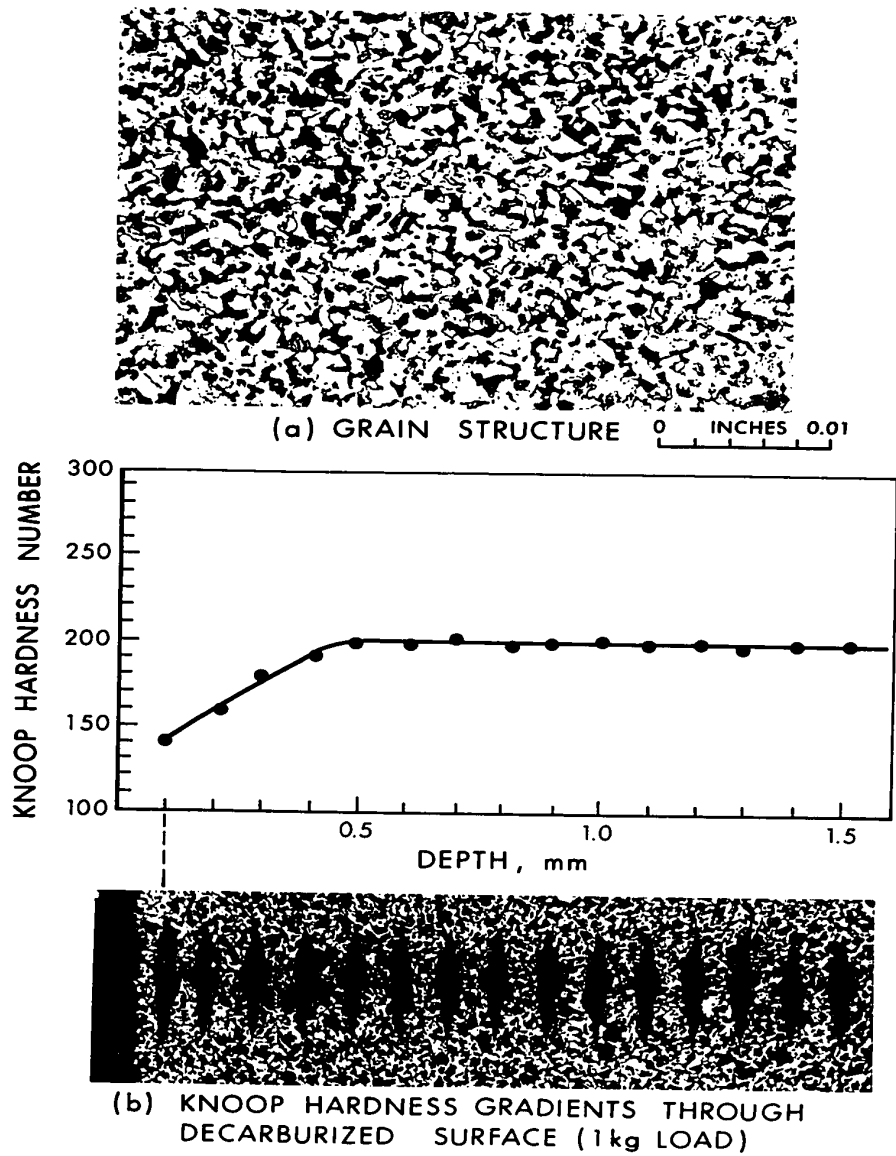 (a) GRAIN STRUCTURE
0 INCHES 0.01
KNOOP HARDNESS NUMBER
300
250
200
150
100
0.5 1.0 1.5
DEPTH, mm
(b) KNOOP HARDNESS GRADIENTS THROUGH
DECARBURIZED SURFACE (1kg LOAD)